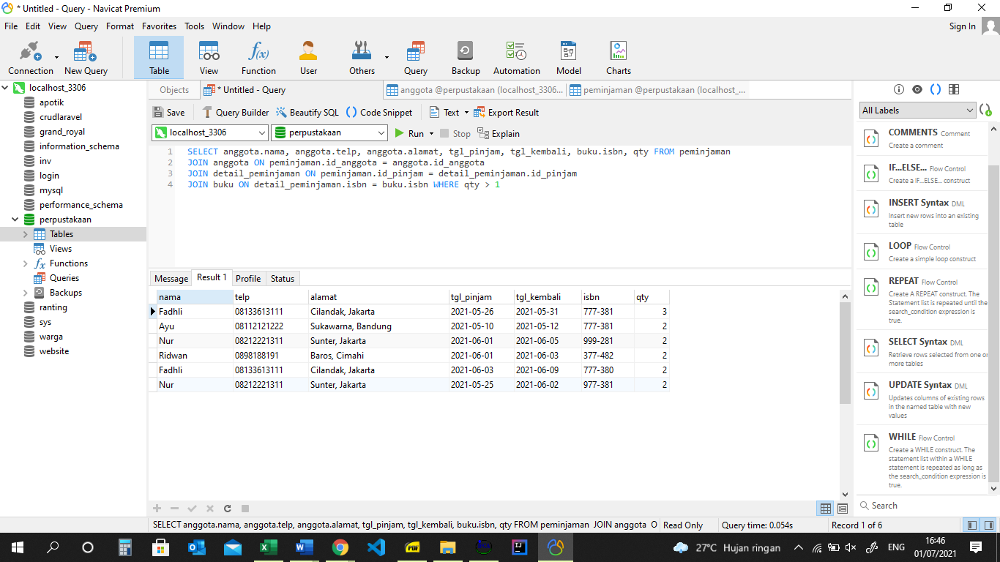 * Untitled - Query - Navicat Premium
File Edit View Query Format Favorites Tools Window Help
Sign In
Connection New Query Table View Function User Others Query Backup Automation Model Charts
localhost_3306
apotik
crudlaravel
grand_royal
information_schema
inv
login
mysql
performance_schema
perpustakaan
Tables
Views
Functions
Queries
Backups
ranting
sys
warga
website
Objects * Untitled - Query anggota @perpustakaan (localhost_3306... peminjaman @perpustakaan (localhost_...
Save Query Builder Beautify SQL Code Snippet Text Export Result
localhost_3306 perpustakaan Run Stop Explain
1 SELECT anggota.nama, anggota.telp, anggota.alamat, tgl_pinjam, tgl_kembali, buku.isbn, qty FROM peminjaman
2 JOIN anggota ON peminjaman.id_anggota = anggota.id_anggota
3 JOIN detail_peminjaman ON peminjaman.id_pinjam = detail_peminjaman.id_pinjam
4 JOIN buku ON detail_peminjaman.isbn = buku.isbn WHERE qty > 1
Message Result 1 Profile Status
nama telp alamat tgl_pinjam tgl_kembali isbn qty
Fadhli 08133613111 Cilandak, Jakarta 2021-05-26 2021-05-31 777-381 3
Ayu 08112121222 Sukawarna, Bandung 2021-05-10 2021-05-12 777-381 2
Nur 08212221311 Sunter, Jakarta 2021-06-01 2021-06-05 999-281 2
Ridwan 0898188191 Baros, Cimahi 2021-06-01 2021-06-03 377-482 2
Fadhli 08133613111 Cilandak, Jakarta 2021-06-03 2021-06-09 777-380 2
Nur 08212221311 Sunter, Jakarta 2021-05-25 2021-06-02 977-381 2
All Labels
COMMENTS Comment
Create a comment
IF...ELSE... Flow Control
Create a IF...ELSE... construct
INSERT Syntax DML
Insert new rows into an existing
table
LOOP Flow Control
Create a simple loop construct
REPEAT Flow Control
Create A REPEAT construct. The
Statement list is repeated until the
search_condition expression is
true.
SELECT Syntax DML
Retrieve rows selected from one or
more tables
UPDATE Syntax DML
Updates columns of existing rows
in the named table with new
values
WHILE Flow Control
Create a WHILE construct. The
statement list within a WHILE
statement is repeated as long as
the search_condition expression is
true.
Search
SELECT anggota.nama, anggota.telp, anggota.alamat, tgl_pinjam, tgl_kembali, buku.isbn, qty FROM peminjaman JOIN anggota O Read Only Query time: 0.054s Record 1 of 6
27°C Hujan ringan ENG 16:46
01/07/2021